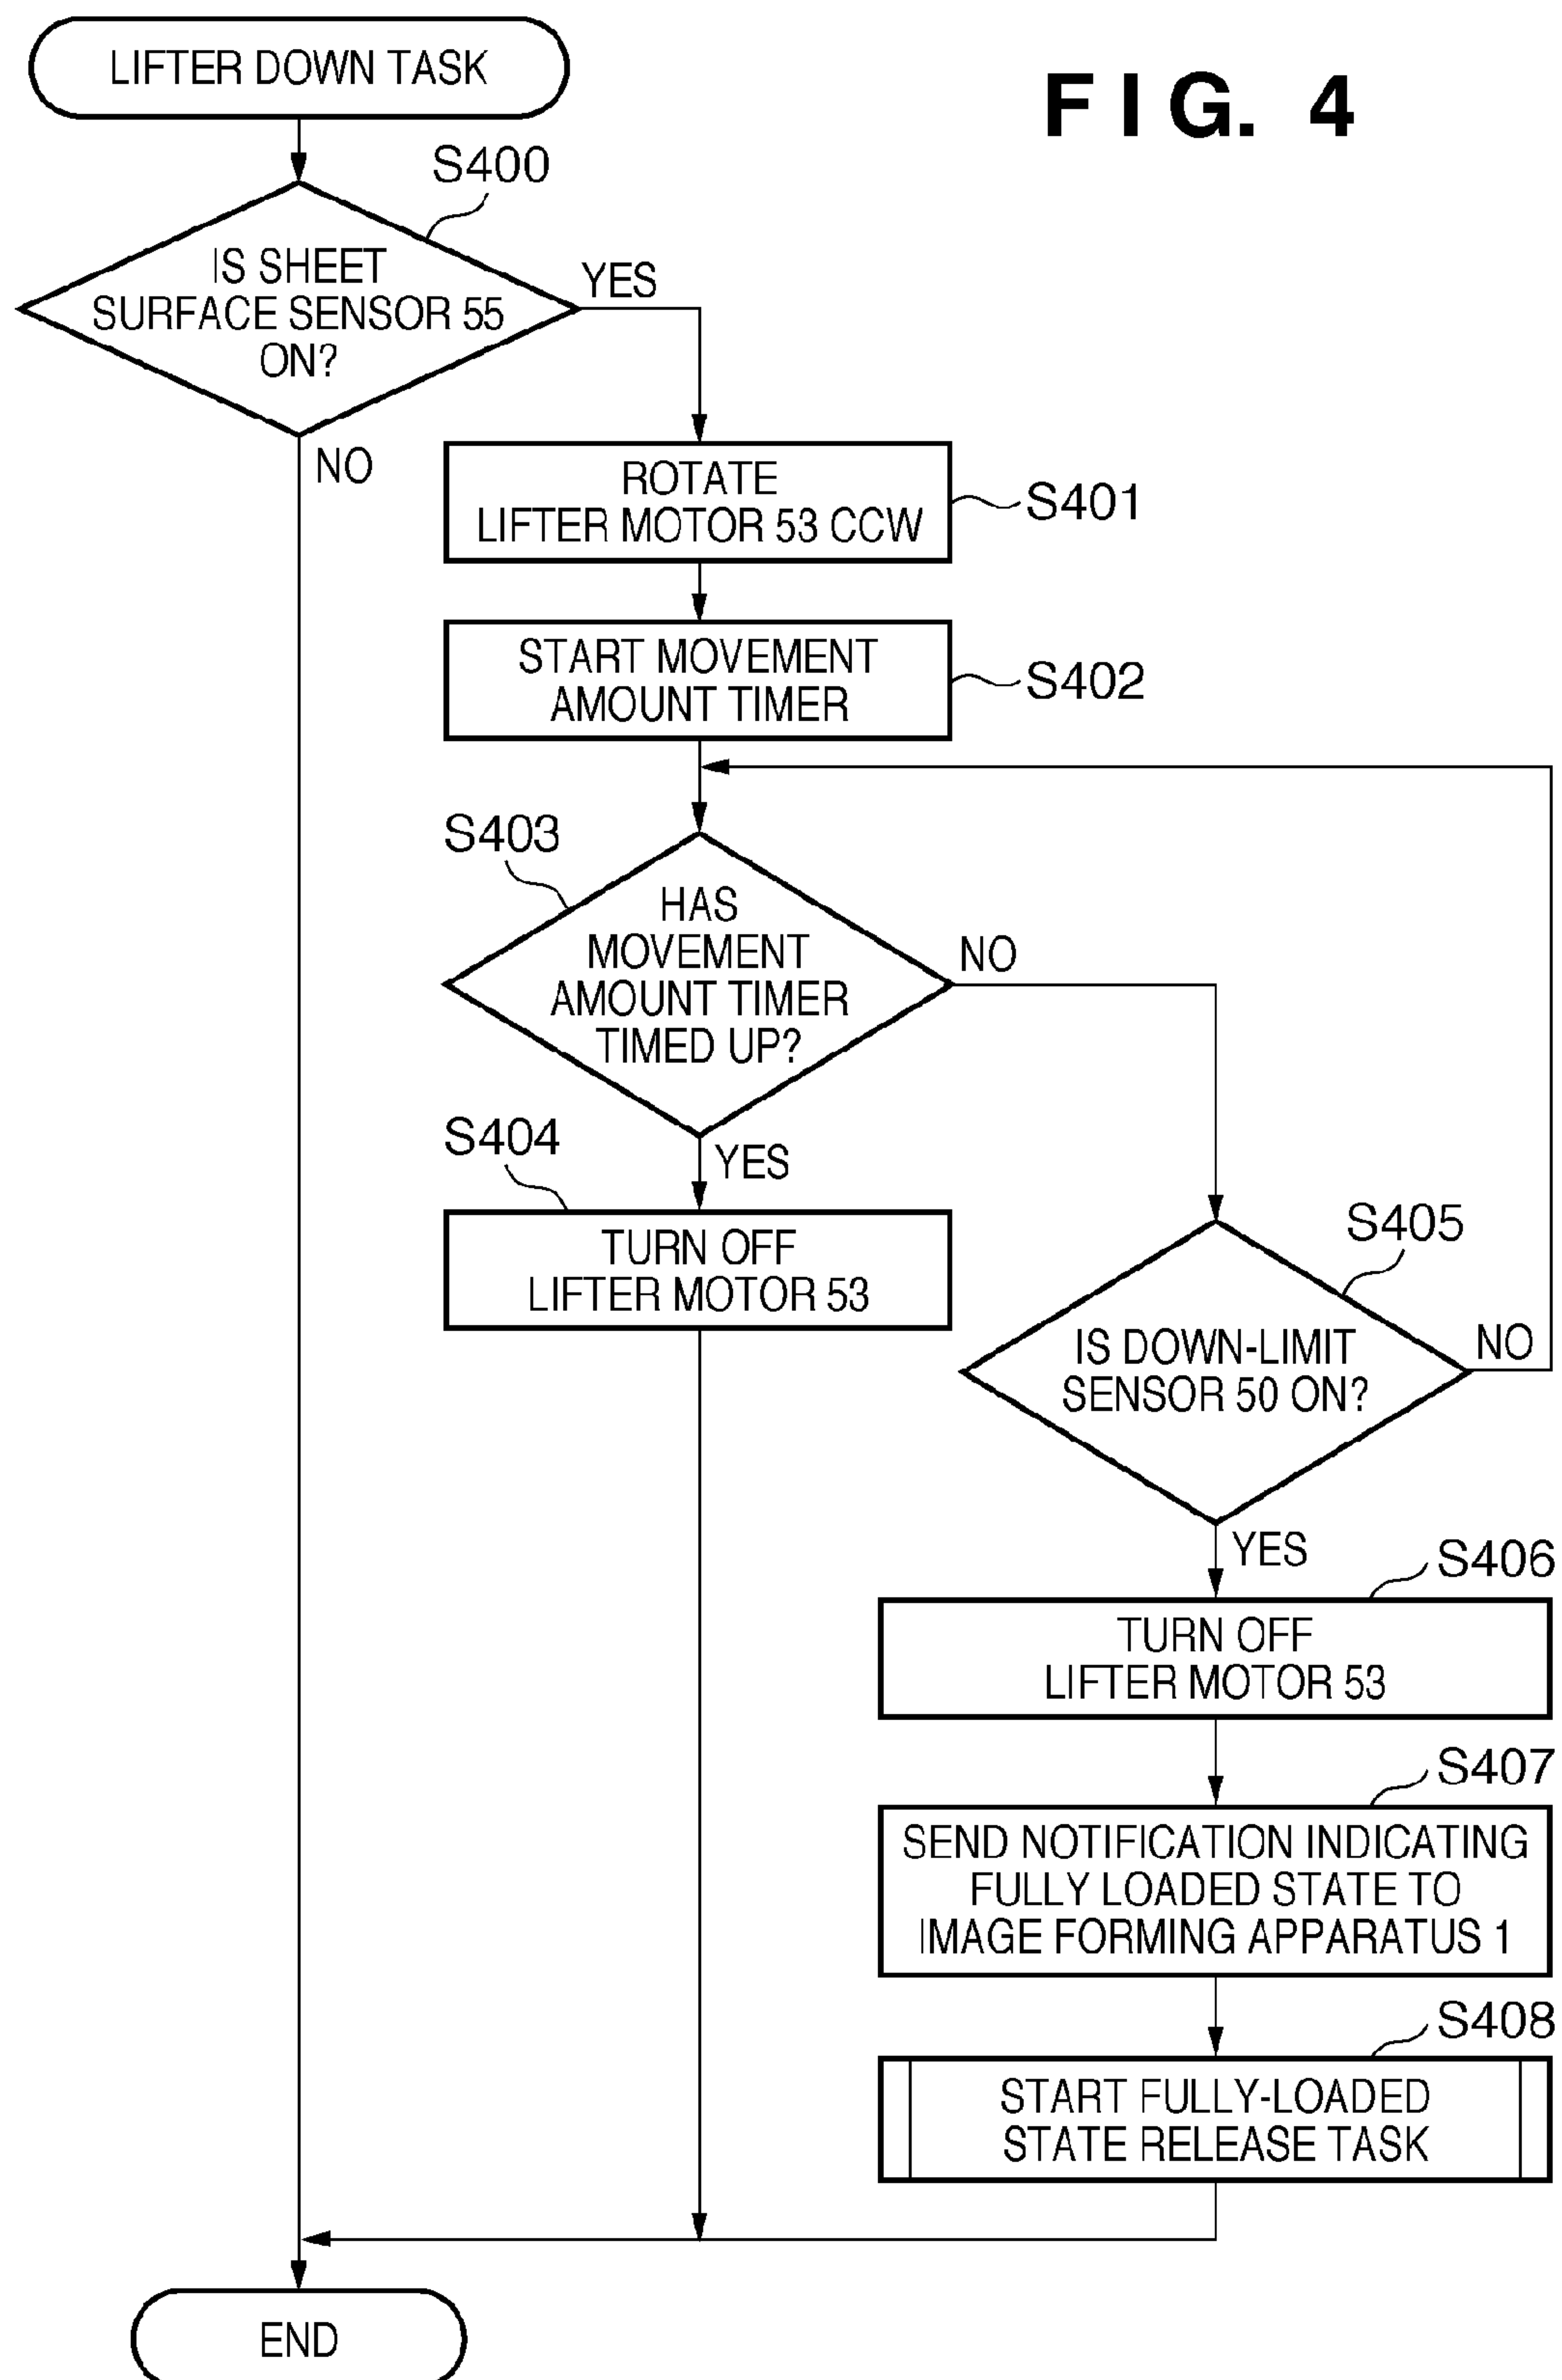 LIFTER DOWN TASK
FIG. 4
S400
IS SHEET
SURFACE SENSOR 55
ON?
YES
NO
ROTATE
LIFTER MOTOR 53 CCW
S401
START MOVEMENT
AMOUNT TIMER
S402
S403
HAS
MOVEMENT
AMOUNT TIMER
TIMED UP?
NO
YES
S404
TURN OFF
LIFTER MOTOR 53
S405
IS DOWN-LIMIT
SENSOR 50 ON?
NO
YES
S406
TURN OFF
LIFTER MOTOR 53
S407
SEND NOTIFICATION INDICATING
FULLY LOADED STATE TO
IMAGE FORMING APPARATUS 1
S408
START FULLY-LOADED
STATE RELEASE TASK
END